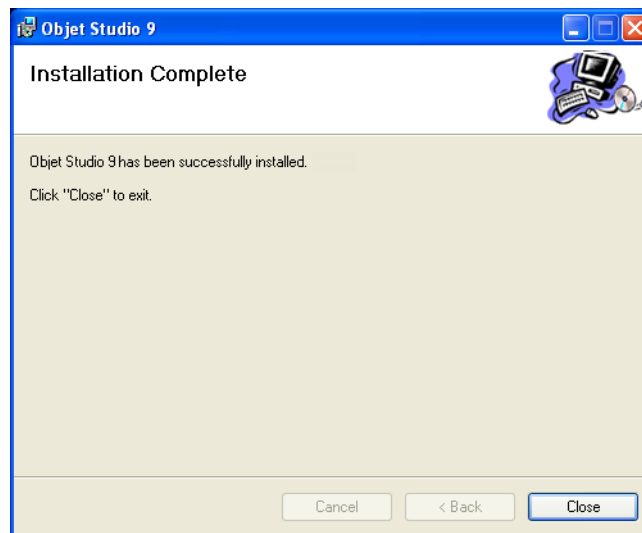 Objet Studio 9
Installation Complete
Objet Studio 9 has been successfully installed.
Click "Close" to exit.
Cancel
< Back
Close